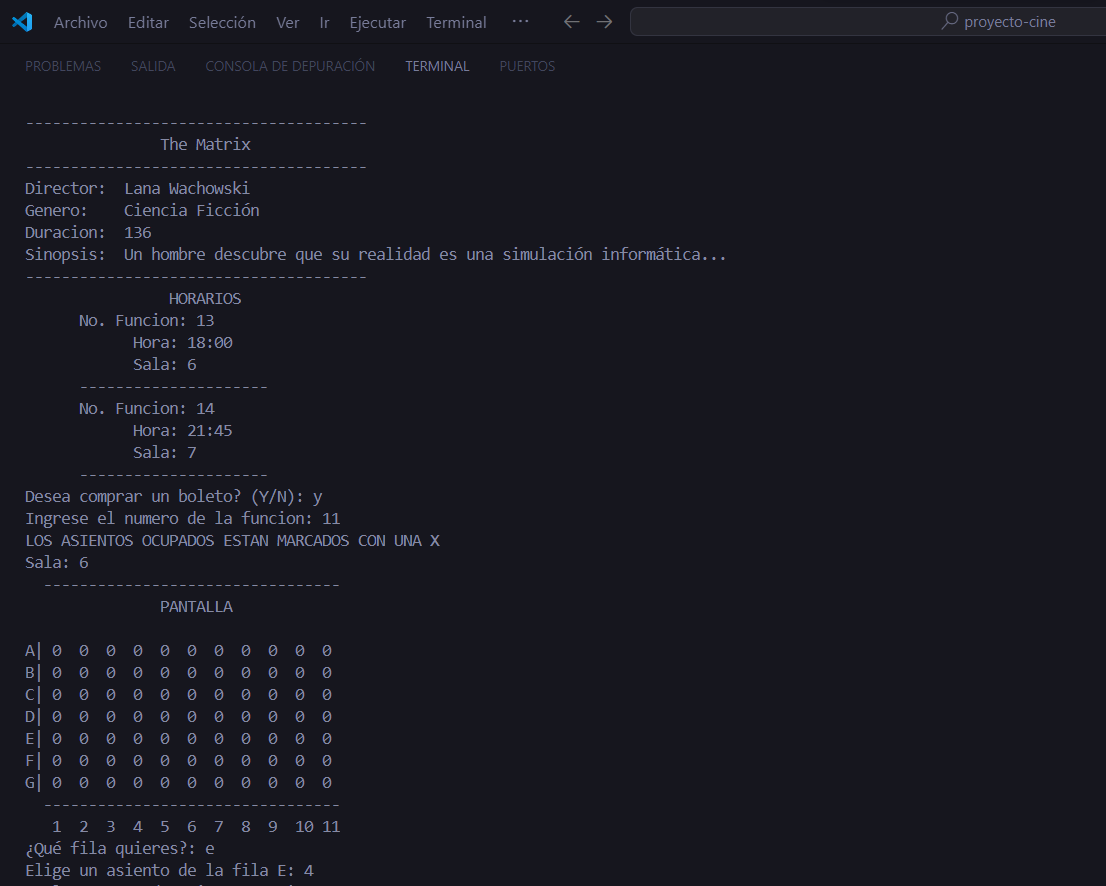 Archivo Editar Selección Ver Ir Ejecutar Terminal ··· proyecto-cine
PROBLEMAS SALIDA CONSOLA DE DEPURACIÓN TERMINAL PUERTOS
--------------------------------------
The Matrix
--------------------------------------
Director: Lana Wachowski
Genero: Ciencia Ficción
Duracion: 136
Sinopsis: Un hombre descubre que su realidad es una simulación informática...
--------------------------------------
HORARIOS
No. Funcion: 13
Hora: 18:00
Sala: 6
---------------------
No. Funcion: 14
Hora: 21:45
Sala: 7
---------------------
Desea comprar un boleto? (Y/N): y
Ingrese el numero de la funcion: 11
LOS ASIENTOS OCUPADOS ESTAN MARCADOS CON UNA X
Sala: 6
---------------------------------
PANTALLA
A| 0 0 0 0 0 0 0 0 0 0 0
B| 0 0 0 0 0 0 0 0 0 0 0
C| 0 0 0 0 0 0 0 0 0 0 0
D| 0 0 0 0 0 0 0 0 0 0 0
E| 0 0 0 0 0 0 0 0 0 0 0
F| 0 0 0 0 0 0 0 0 0 0 0
G| 0 0 0 0 0 0 0 0 0 0 0
---------------------------------
1 2 3 4 5 6 7 8 9 10 11
¿Qué fila quieres?: e
Elige un asiento de la fila E: 4